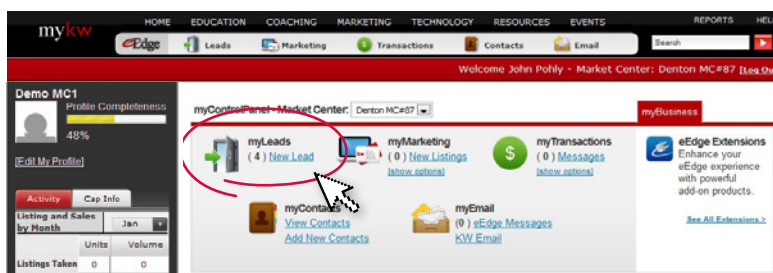 mykw
HOME EDUCATION COACHING MARKETING TECHNOLOGY RESOURCES EVENTS REPORTS HEL
eEdge Leads Marketing Transactions Contacts Email Search
Welcome John Pohly - Market Center: Denton MC#87 [Log Ou
Demo MC1
Profile Completeness
48%
[Edit My Profile]
Activity Cap Info
Listing and Sales
by Month Jan
Units Volume
Listings Taken 0 0
myControlPanel - Market Center: Denton MC#87
myBusiness
myLeads
( 4 ) New Lead
myMarketing
( 0 ) New Listings
[show options]
$
myTransactions
( 0 ) Messages
[show options]
myContacts
View Contacts
Add New Contacts
myEmail
(0) eEdge Messages
KW Email
eEdge Extensions
Enhance your
eEdge experience
with powerful
add-on products.
See All Extensions >